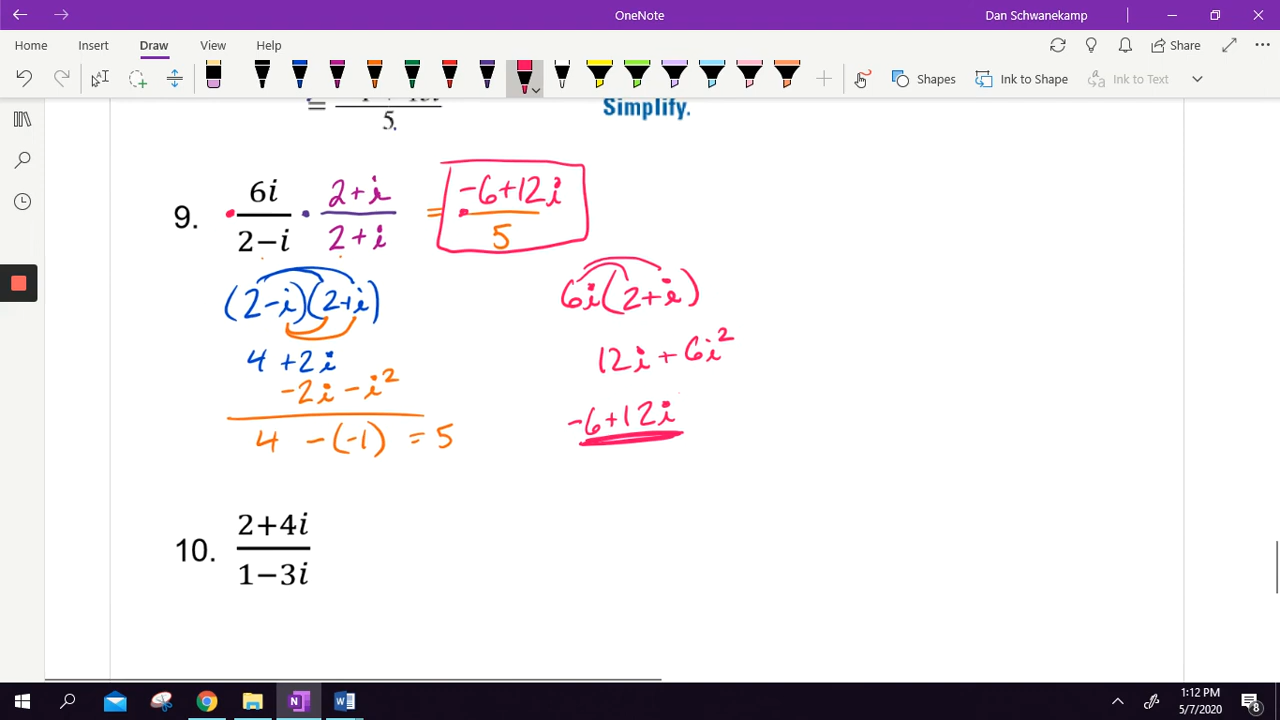 OneNote
Dan Schwanekamp
Home Insert Draw View Help
Share
Shapes
Ink to Shape
Ink to Text
=
5
Simplify.
9. 6i/2−i · 2+i/2+i = -6+12i/5
(2-i)(2+i)
6i(2+i)
4 +2i
12i+6i²
-2i -i²
-6+12i
4 -(-1) = 5
10. 2+4i/1−3i
1:12 PM
5/7/2020
8